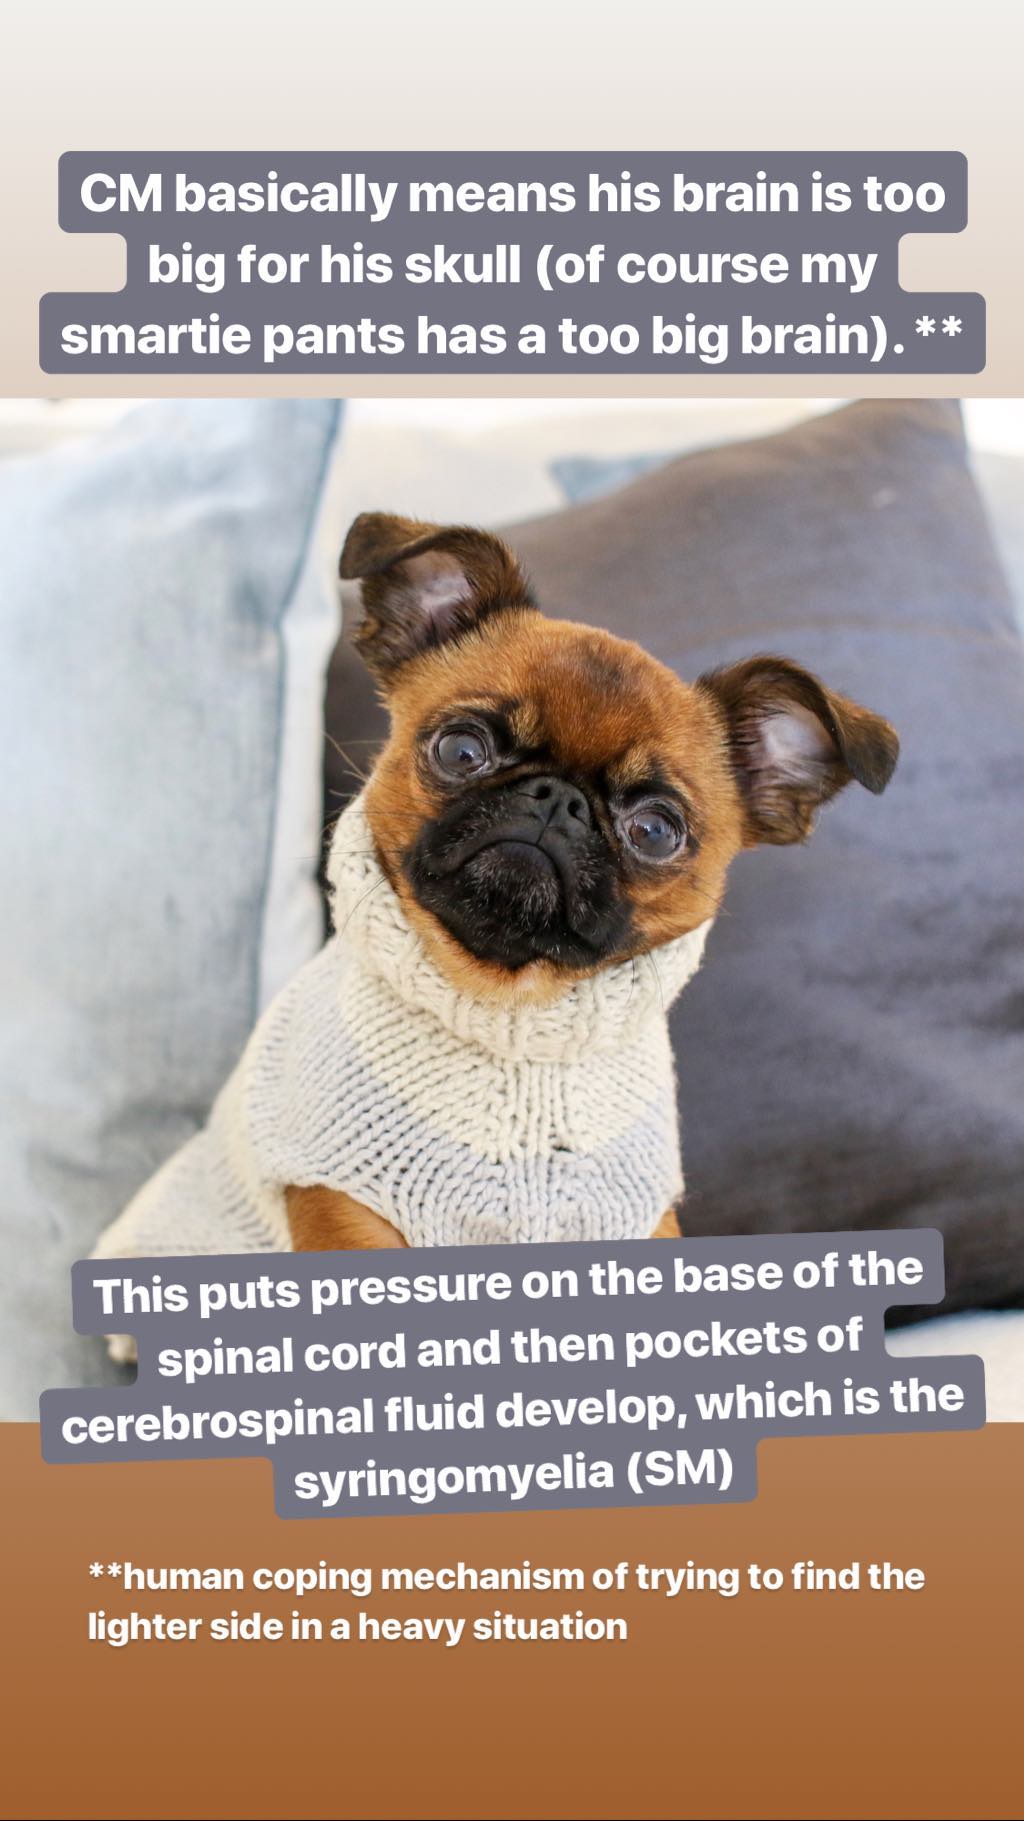 CM basically means his brain is too
big for his skull (of course my
smartie pants has a too big brain). **
This puts pressure on the base of the
spinal cord and then pockets of
cerebrospinal fluid develop, which is the
syringomyelia (SM)
**human coping mechanism of trying to find the
lighter side in a heavy situation